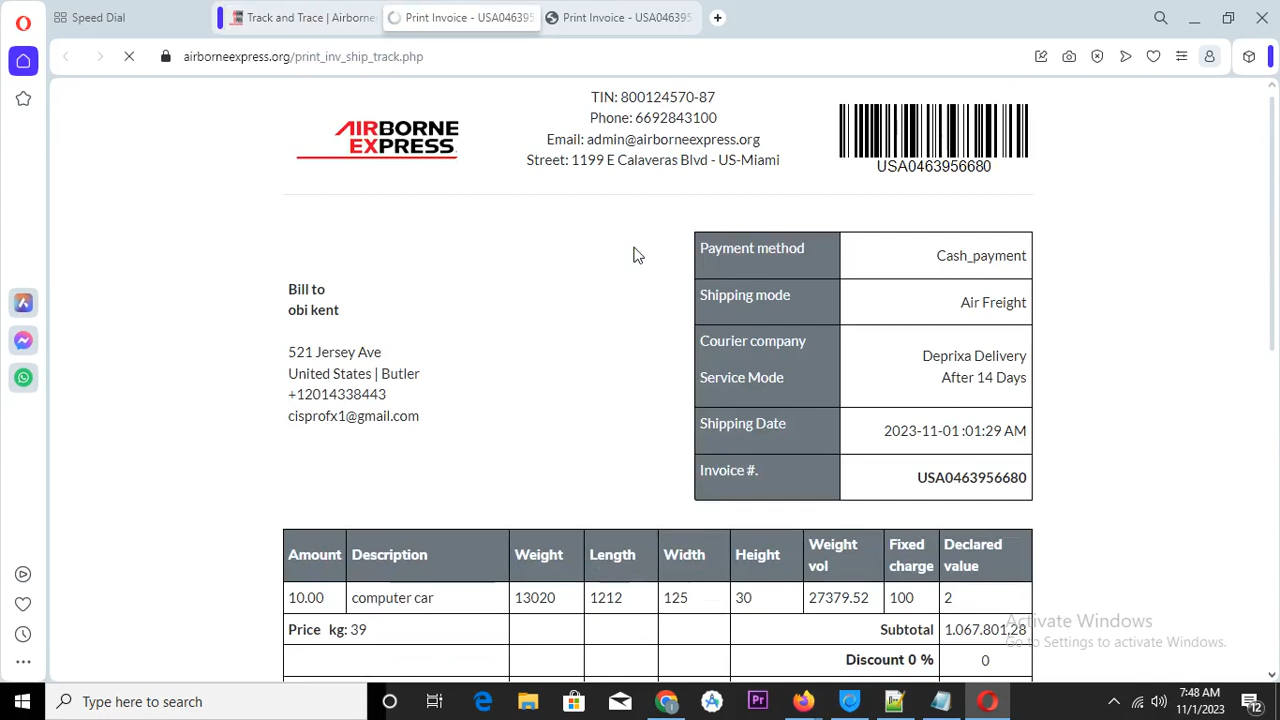 Speed Dial
Track and Trace | Airborne
Print Invoice - USA046395
Print Invoice - USA046395
airborneexpress.org/print_inv_ship_track.php
AIRBORNE
EXPRESS
TIN: 800124570-87
Phone: 6692843100
Email: admin@airborneexpress.org
Street: 1199 E Calaveras Blvd - US-Miami
USA0463956680
Bill to
obi kent
521 Jersey Ave
United States | Butler
+12014338443
cisprofx1@gmail.com
Payment method Cash_payment
Shipping mode Air Freight
Courier company Deprixa Delivery
Service Mode After 14 Days
Shipping Date 2023-11-01 :01:29 AM
Invoice #. USA0463956680
Amount Description Weight Length Width Height Weight vol Fixed charge Declared value
10.00 computer car 13020 1212 125 30 27379.52 100 2
Price kg: 39 Subtotal 1.067.801,28
Discount 0 % 0
Activate Windows
Go to Settings to activate Windows.
Type here to search
Pr
7:48 AM
11/1/2023
12